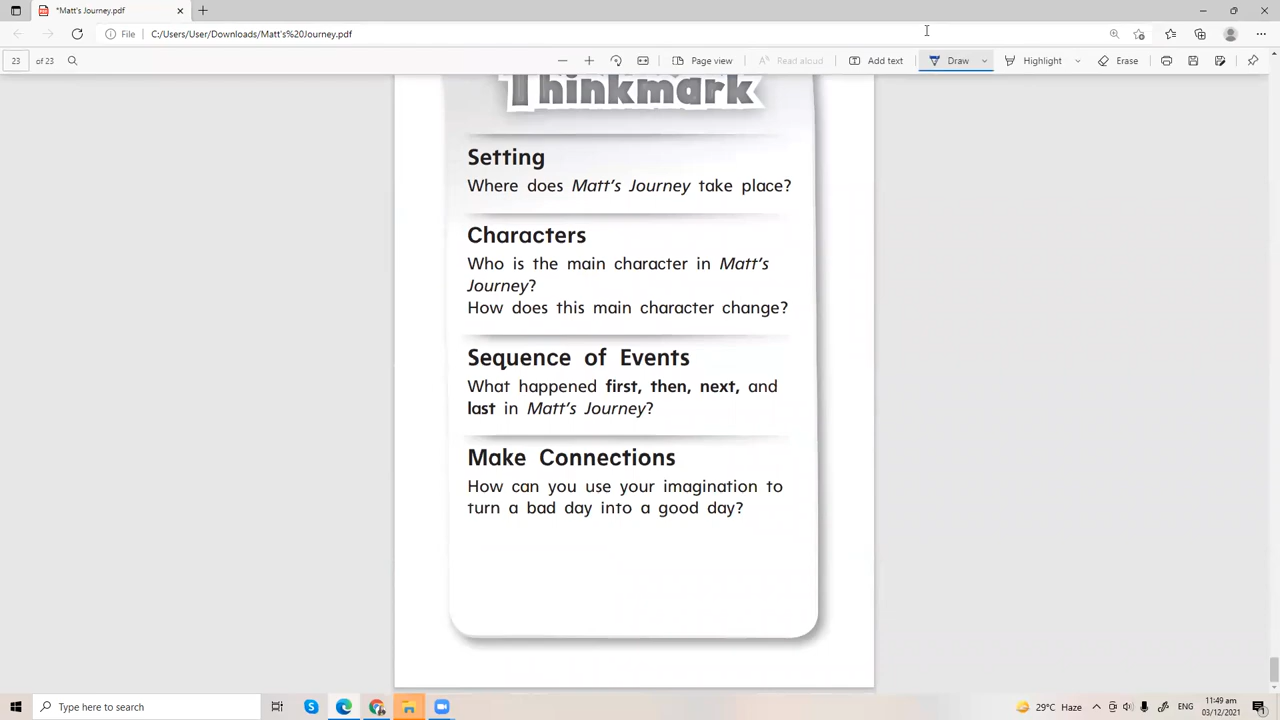 *Matt's Journey.pdf
File
C:/Users/User/Downloads/Matt's%20Journey.pdf
23
of 23
Page view
Read aloud
Add text
Draw
Highlight
Erase
Thinkmark
Setting
Where does Matt's Journey take place?
Characters
Who is the main character in Matt's
Journey?
How does this main character change?
Sequence of Events
What happened first, then, next, and
last in Matt's Journey?
Make Connections
How can you use your imagination to
turn a bad day into a good day?
Type here to search
29°C Haze
ENG
11:49 am
03/12/2021